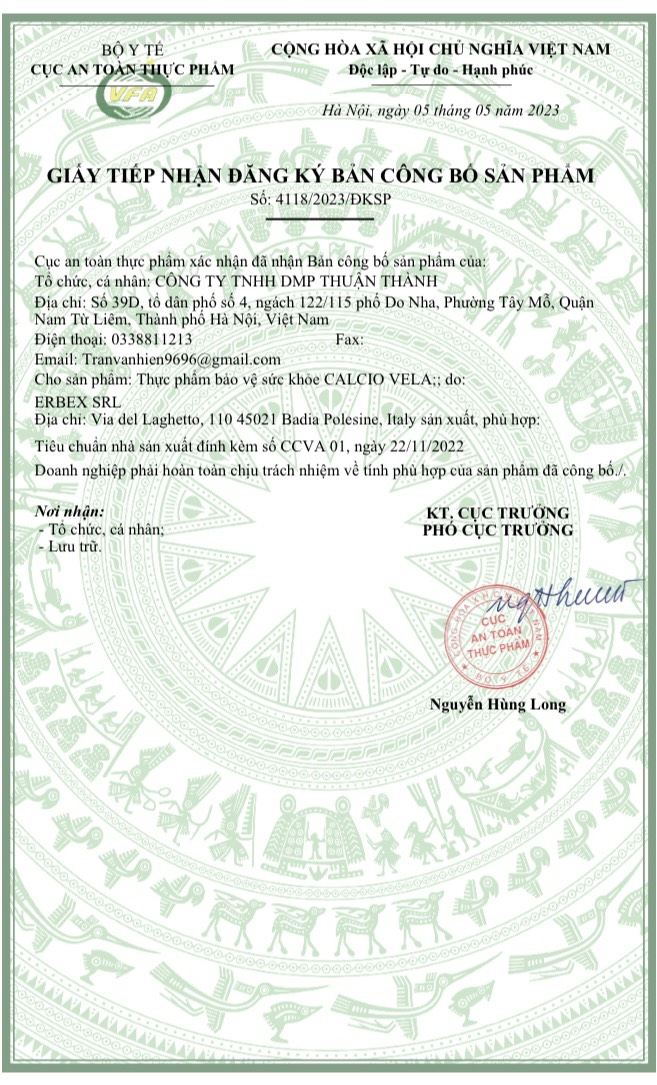 BỘ Y TẾ
CỤC AN TOÀN THỰC PHẨM
VFA
CỘNG HÒA XÃ HỘI CHỦ NGHĨA VIỆT NAM
Độc lập - Tự do - Hạnh phúc
Hà Nội, ngày 05 tháng 05 năm 2023
GIẤY TIẾP NHẬN ĐĂNG KÝ BẢN CÔNG BỐ SẢN PHẨM
Số: 4118/2023/ĐKSP
Cục an toàn thực phẩm xác nhận đã nhận Bản công bố sản phẩm của:
Tổ chức, cá nhân: CÔNG TY TNHH DMP THUẬN THÀNH
Địa chỉ: Số 39D, tổ dân phố số 4, ngách 122/115 phố Do Nha, Phường Tây Mỗ, Quận
Nam Từ Liêm, Thành phố Hà Nội, Việt Nam
Điện thoại: 0338811213 Fax:
Email: Tranvanhien9696@gmail.com
Cho sản phẩm: Thực phẩm bảo vệ sức khỏe CALCIO VELA;; do:
ERBEX SRL
Địa chỉ: Via del Laghetto, 110 45021 Badia Polesine, Italy sản xuất, phù hợp:
Tiêu chuẩn nhà sản xuất đính kèm số CCVA 01, ngày 22/11/2022
Doanh nghiệp phải hoàn toàn chịu trách nhiệm về tính phù hợp của sản phẩm đã công bố./.
Nơi nhận:
- Tổ chức, cá nhân;
- Lưu trữ.
KT. CỤC TRƯỞNG
PHÓ CỤC TRƯỞNG
CỤC
AN TOÀN
THỰC PHẨM
BỘ Y TẾ
Nguyễn Hùng Long